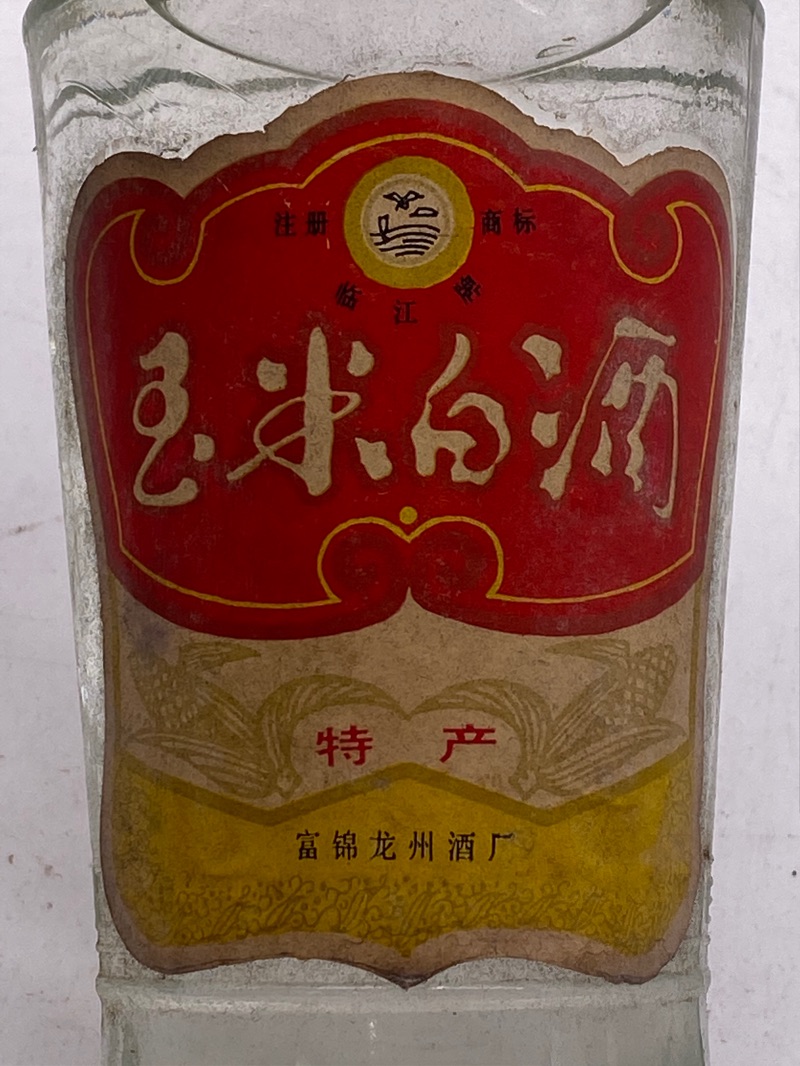 注册 商标
临江牌
玉米白酒
特产
富锦龙州酒厂